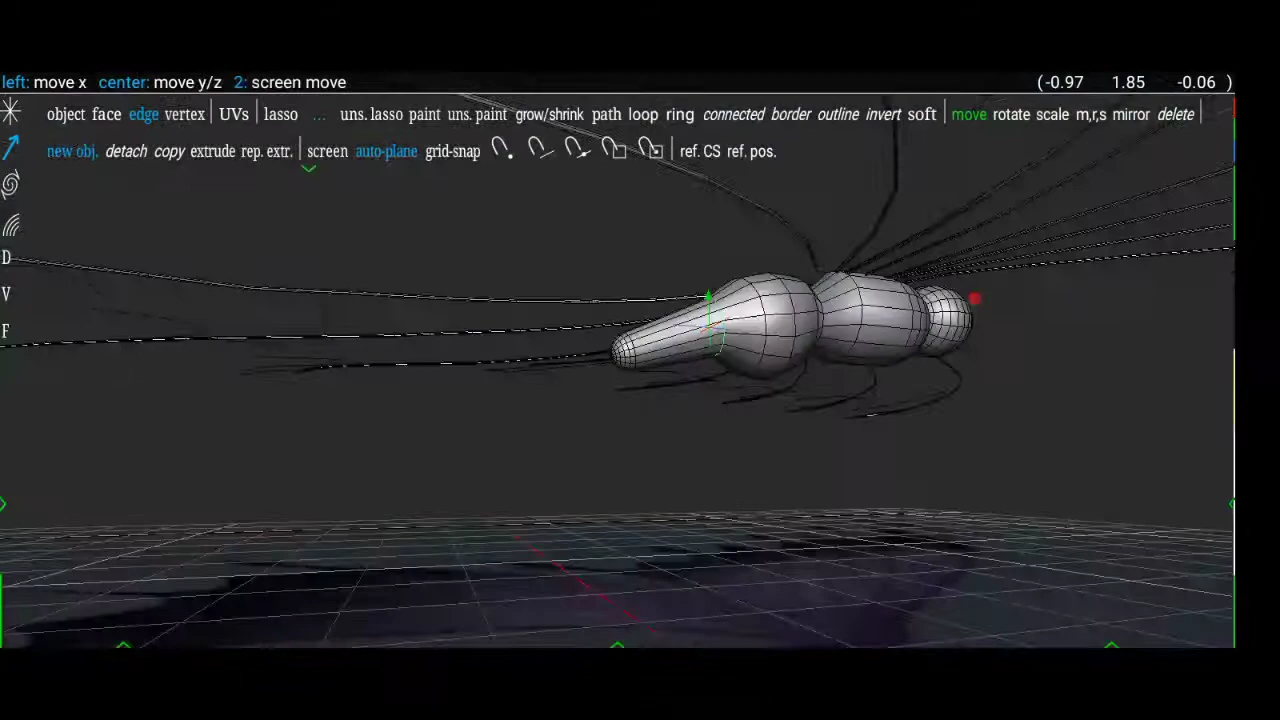 left: move x center: move y/z 2: screen move (-0.97 1.85 -0.06 )
object face edge vertex UVs lasso ... uns. lasso paint uns. paint grow/shrink path loop ring connected border outline invert soft move rotate scale m,r,s mirror delete
new obj. detach copy extrude rep. extr. screen auto-plane grid-snap ref. CS ref. pos.
D
V
F